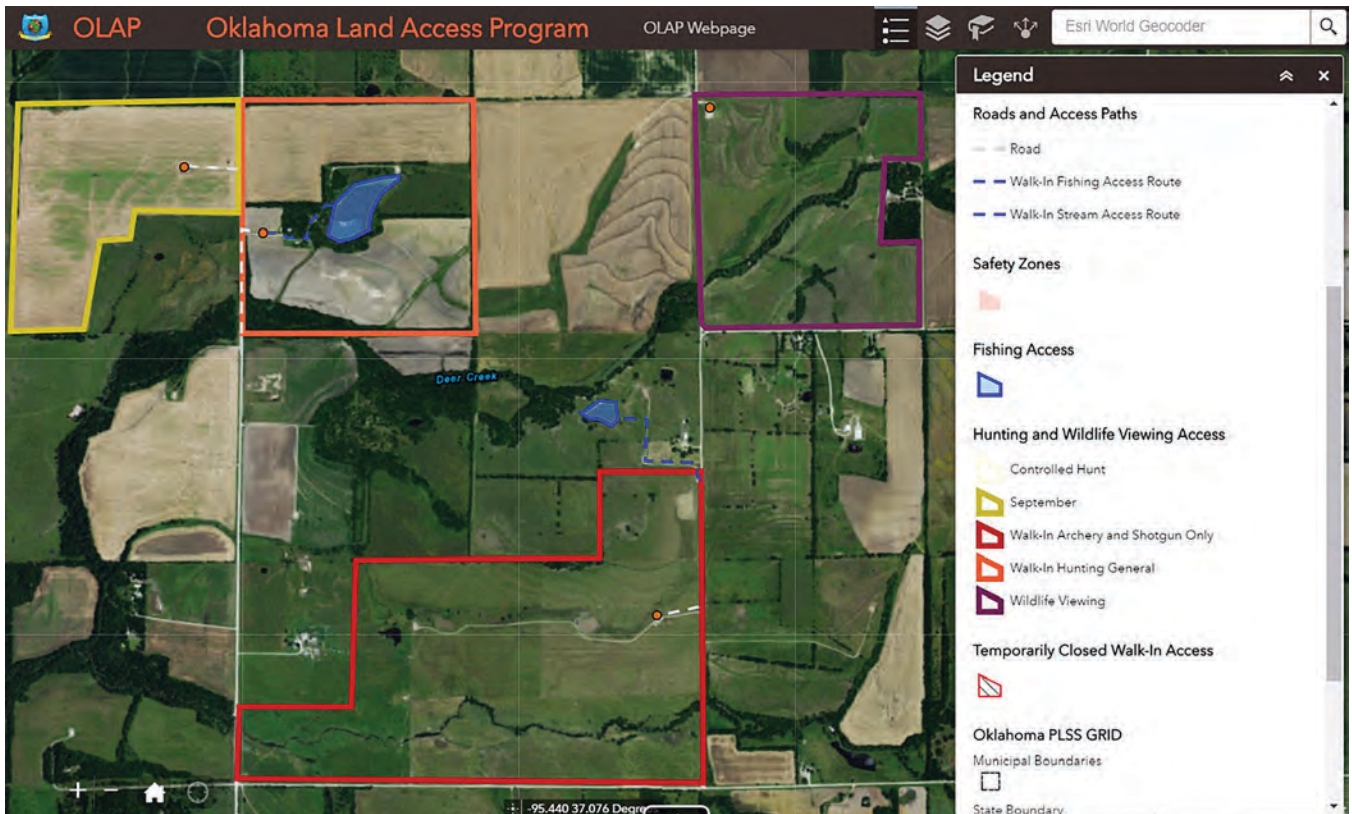 OLAP Oklahoma Land Access Program OLAP Webpage Esri World Geocoder
Legend
Roads and Access Paths
Road
Walk-In Fishing Access Route
Walk-In Stream Access Route
Safety Zones
Fishing Access
Hunting and Wildlife Viewing Access
Controlled Hunt
September
Walk-In Archery and Shotgun Only
Walk-In Hunting General
Wildlife Viewing
Temporarily Closed Walk-In Access
Oklahoma PLSS GRID
Municipal Boundaries
State Boundary
Deer Creek
-95.440 37.076 Degre